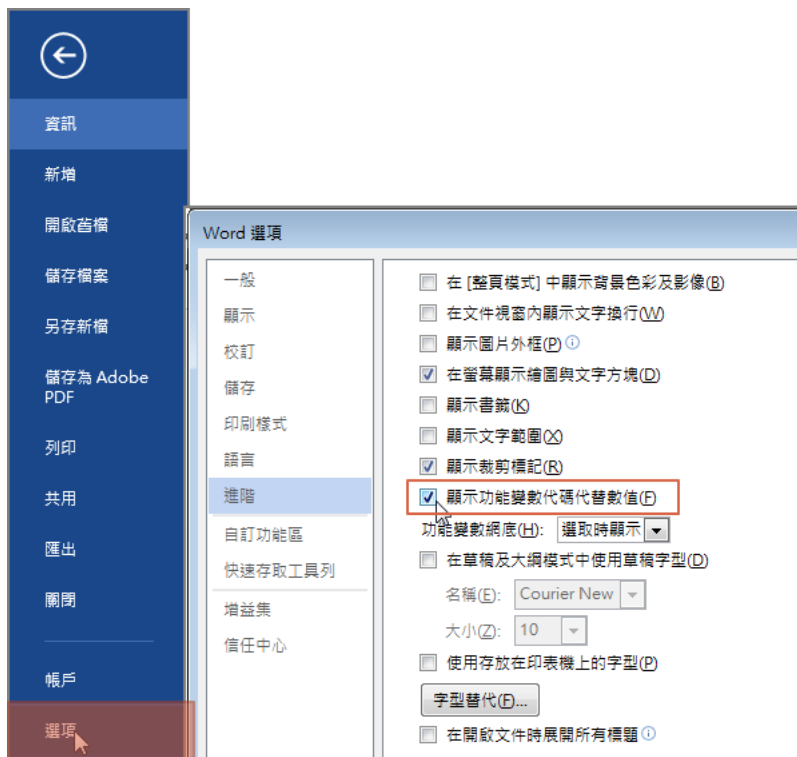 資訊
新增
開啟舊檔
儲存檔案
另存新檔
儲存為 Adobe
PDF
列印
共用
匯出
關閉
帳戶
選項
Word 選項
一般
顯示
校訂
儲存
印刷樣式
語言
進階
自訂功能區
快速存取工具列
增益集
信任中心
在 [整頁模式] 中顯示背景色彩及影像(B)
在文件視窗內顯示文字換行(W)
顯示圖片外框(P)
在螢幕顯示繪圖與文字方塊(D)
顯示書籤(K)
顯示文字範圍(X)
顯示裁剪標記(R)
顯示功能變數代碼代替數值(F)
功能變數網底(H): 選取時顯示
在草稿及大綱模式中使用草稿字型(D)
名稱(E): Courier New
大小(Z): 10
使用存放在印表機上的字型(P)
字型替代(F)...
在開啟文件時展開所有標題